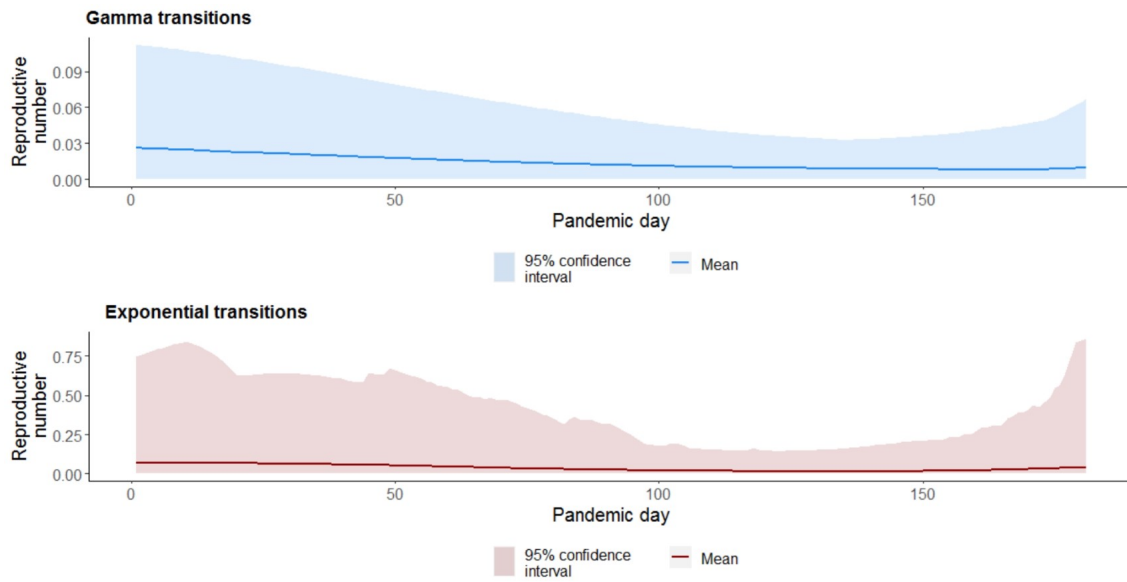 Gamma transitions
Reproductive
number
0.09
0.06
0.03
0.00
0 50 100 150
Pandemic day
95% confidence
interval
Mean
Exponential transitions
Reproductive
number
0.75
0.50
0.25
0.00
0 50 100 150
Pandemic day
95% confidence
interval
Mean